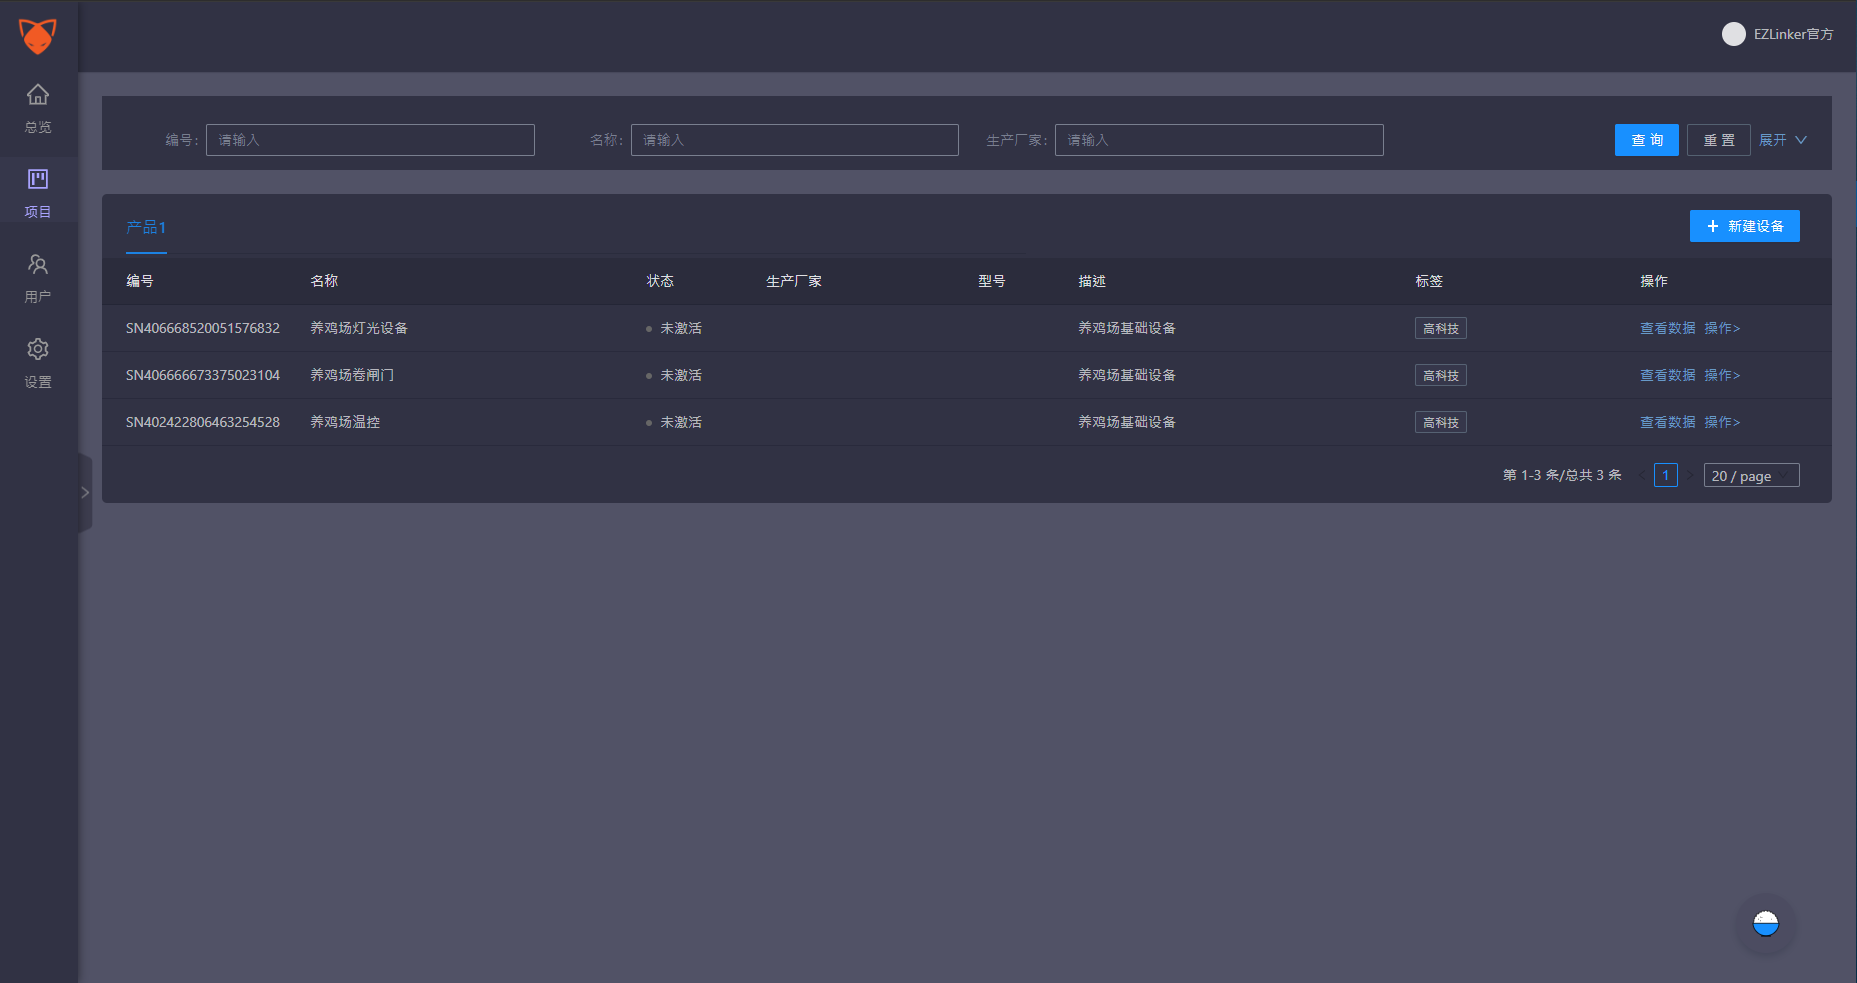 EZLinker官方
总览
项目
用户
设置
编号: 请输入 名称: 请输入 生产厂家: 请输入 查 询 重 置 展开
产品1 + 新建设备
编号 名称 状态 生产厂家 型号 描述 标签 操作
SN406668520051576832 养鸡场灯光设备 未激活 养鸡场基础设备 高科技 查看数据 操作>
SN406666673375023104 养鸡场卷闸门 未激活 养鸡场基础设备 高科技 查看数据 操作>
SN402422806463254528 养鸡场温控 未激活 养鸡场基础设备 高科技 查看数据 操作>
第 1-3 条/总共 3 条 < 1 > 20 / page